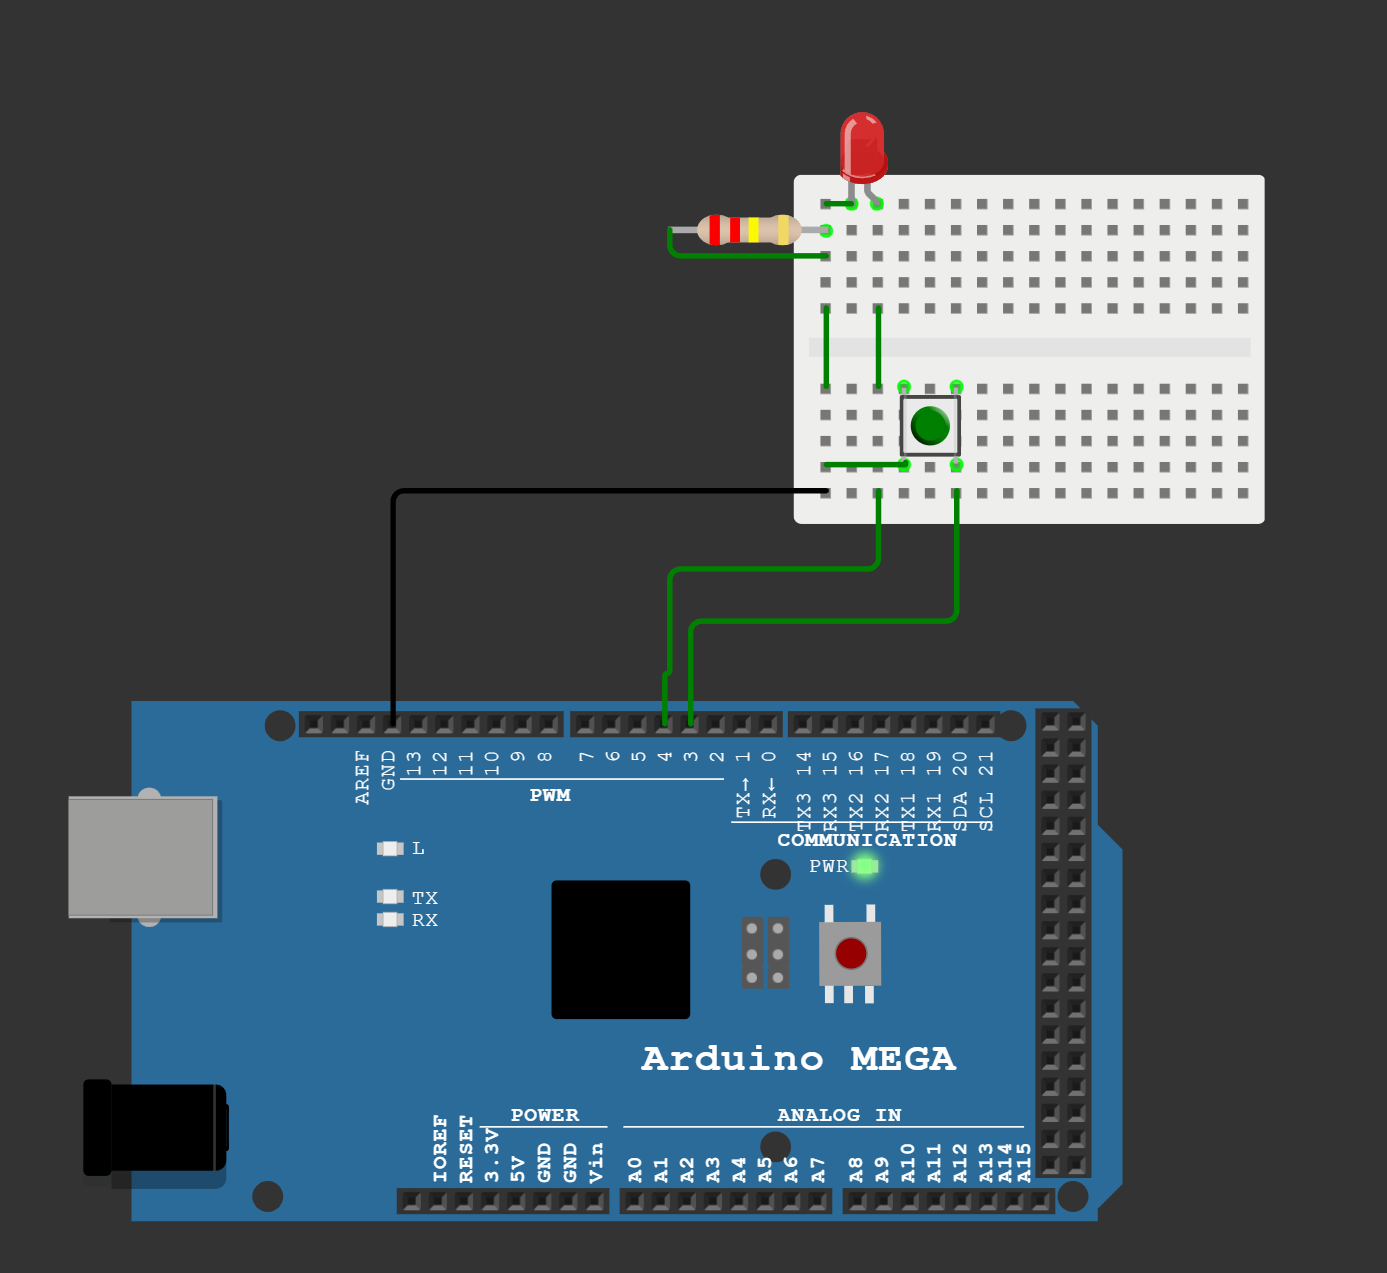 AREF GND 13 12 11 10 9 8 7 6 5 4 3 2 TX→ 1 RX← 0 TX3 14 RX3 15 TX2 16 RX2 17 TX1 18 RX1 19 SDA 20 SCL 21
PWM
COMMUNICATION
L
PWR
TX
RX
Arduino MEGA
POWER
ANALOG IN
IOREF RESET 3.3V 5V GND GND Vin A0 A1 A2 A3 A4 A5 A6 A7 A8 A9 A10 A11 A12 A13 A14 A15